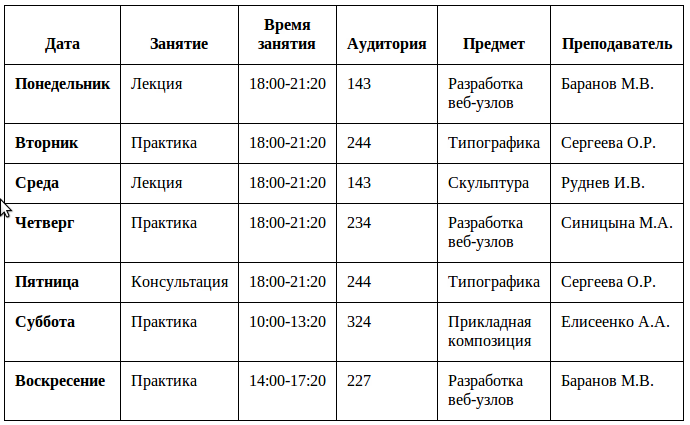 Дата Занятие Время занятия Аудитория Предмет Преподаватель
Понедельник Лекция 18:00-21:20 143 Разработка веб-узлов Баранов М.В.
Вторник Практика 18:00-21:20 244 Типографика Сергеева О.Р.
Среда Лекция 18:00-21:20 143 Скульптура Руднев И.В.
Четверг Практика 18:00-21:20 234 Разработка веб-узлов Синицына М.А.
Пятница Консультация 18:00-21:20 244 Типографика Сергеева О.Р.
Суббота Практика 10:00-13:20 324 Прикладная композиция Елисеенко А.А.
Воскресение Практика 14:00-17:20 227 Разработка веб-узлов Баранов М.В.